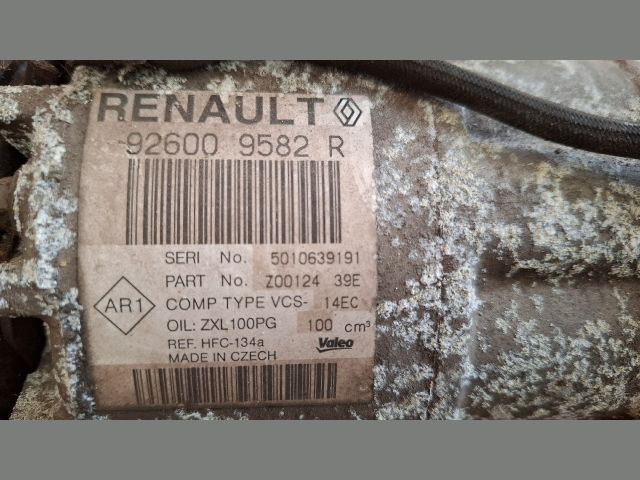 RENAULT
92600 9582 R
SERI No. 5010639191
PART No. Z00124 39E
COMP TYPE VCS- 14EC
OIL: ZXL100PG 100 cm³
REF. HFC-134a
MADE IN CZECH
AR1
Valeo